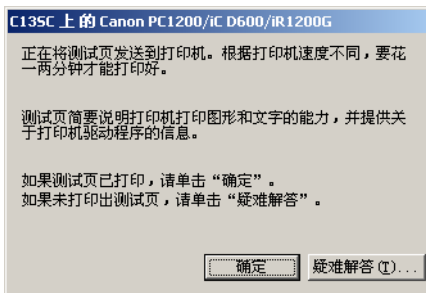 C13SC 上的 Canon PC1200/iC D600/iR1200G
正在将测试页发送到打印机。根据打印机速度不同，要花
一两分钟才能打印好。
测试页简要说明打印机打印图形和文字的能力，并提供关
于打印机驱动程序的信息。
如果测试页已打印，请单击“确定”。
如果未打印出测试页，请单击“疑难解答”。
确定
疑难解答(T)...